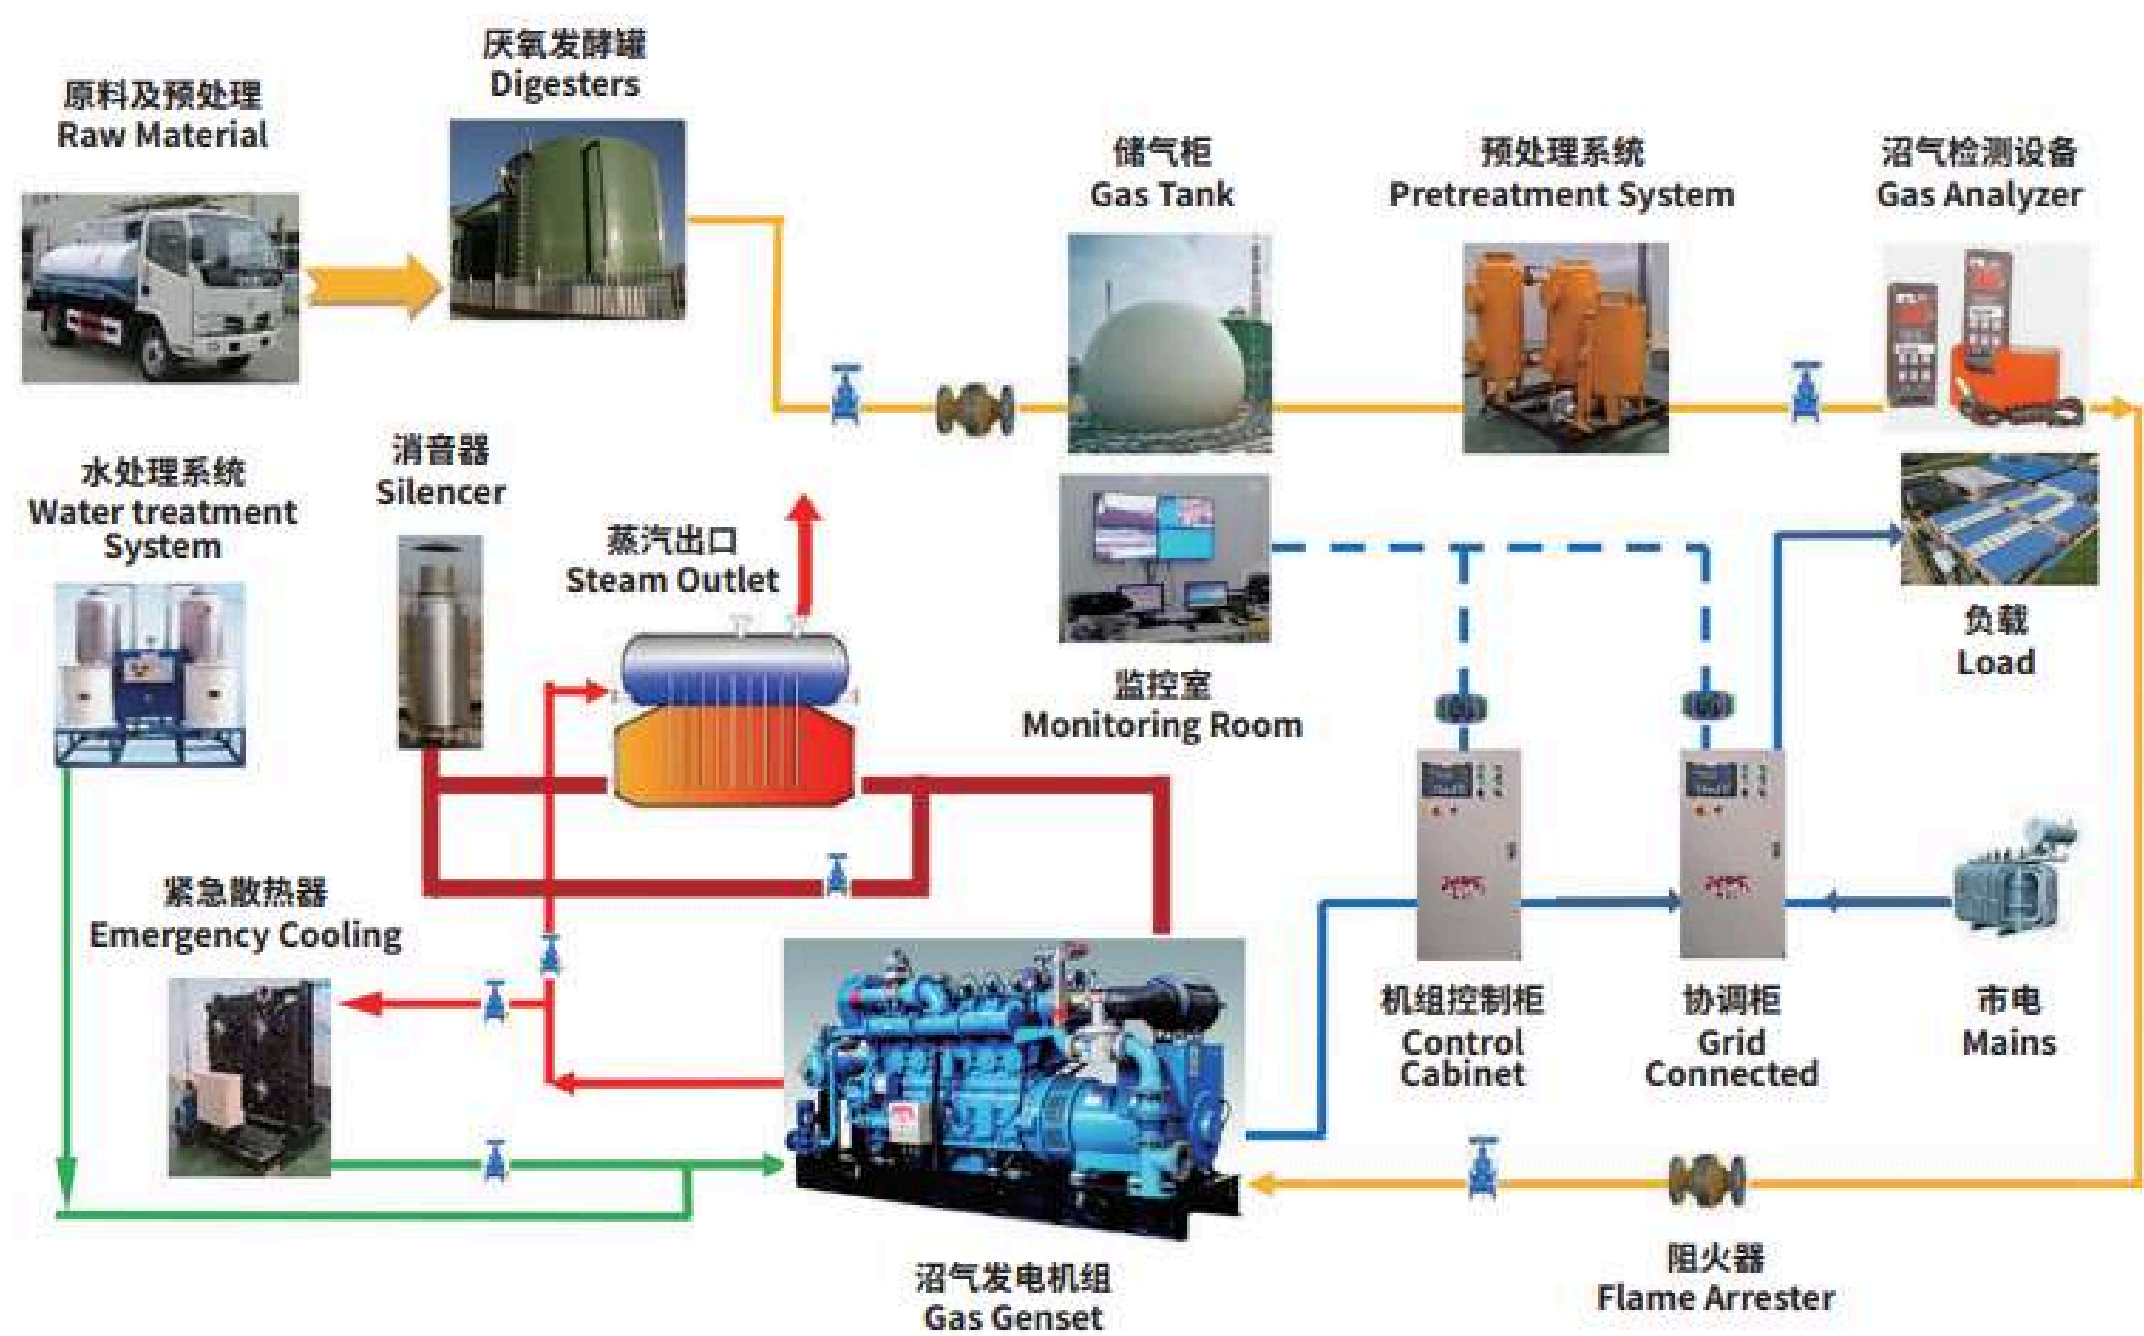 厌氧发酵罐
Digesters
原料及预处理
Raw Material
储气柜
Gas Tank
预处理系统
Pretreatment System
沼气检测设备
Gas Analyzer
水处理系统
Water treatment
System
消音器
Silencer
蒸汽出口
Steam Outlet
监控室
Monitoring Room
负载
Load
紧急散热器
Emergency Cooling
机组控制柜
Control
Cabinet
协调柜
Grid
Connected
市电
Mains
沼气发电机组
Gas Genset
阻火器
Flame Arrester